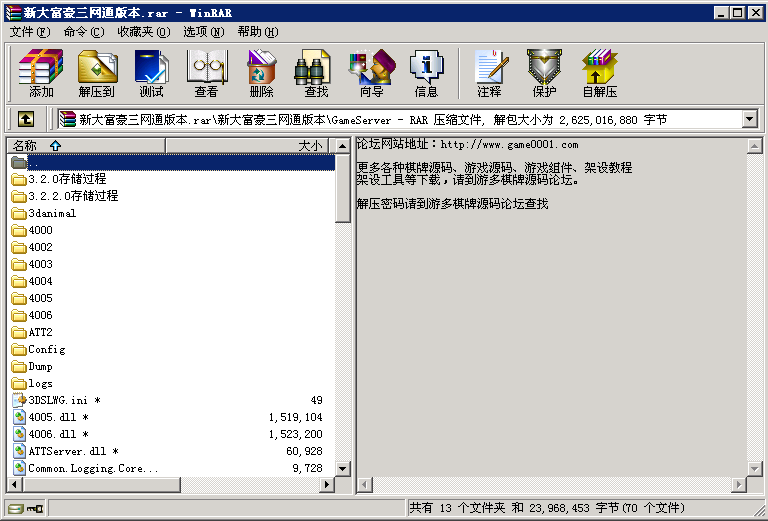 新大富豪三网通版本.rar - WinRAR
文件(F) 命令(C) 收藏夹(O) 选项(N) 帮助(H)
添加 解压到 测试 查看 删除 查找 向导 信息 注释 保护 自解压
新大富豪三网通版本.rar\新大富豪三网通版本\GameServer - RAR 压缩文件, 解包大小为 2,625,016,880 字节
名称 大小
..
3.2.0存储过程
3.2.2.0存储过程
3danimal
4000
4002
4003
4004
4005
4006
ATT2
Config
Dump
logs
3DSLWG.ini * 49
4005.dll * 1,519,104
4006.dll * 1,523,200
ATTServer.dll * 60,928
Common.Logging.Core... 9,728
论坛网站地址：http://www.game0001.com
更多各种棋牌源码、游戏源码、游戏组件、架设教程
架设工具等下载，请到游多棋牌源码论坛。
解压密码请到游多棋牌源码论坛查找
共有 13 个文件夹 和 23,968,453 字节(70 个文件)